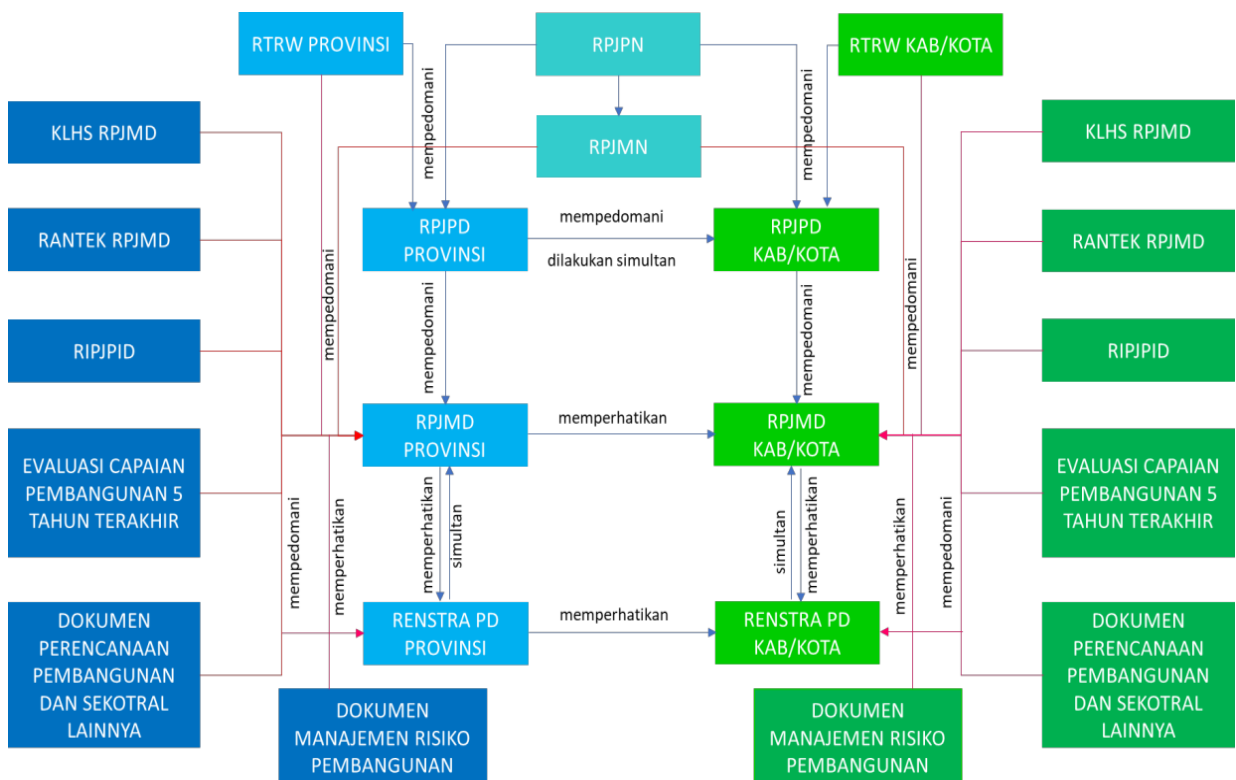 RTRW PROVINSI
RPJPN
RTRW KAB/KOTA
KLHS RPJMD
mempedomani
RPJMN
mempedomani
KLHS RPJMD
RANTEK RPJMD
RPJPD
PROVINSI
mempedomani
dilakukan simultan
RPJPD
KAB/KOTA
RANTEK RPJMD
mempedomani
mempedomani
mempedomani
mempedomani
RIPJPID
RIPJPID
RPJMD
PROVINSI
memperhatikan
RPJMD
KAB/KOTA
EVALUASI CAPAIAN
PEMBANGUNAN 5
TAHUN TERAKHIR
EVALUASI CAPAIAN
PEMBANGUNAN 5
TAHUN TERAKHIR
mempedomani
memperhatikan
memperhatikan
simultan
simultan
memperhatikan
memperhatikan
mempedomani
DOKUMEN
PERENCANAAN
PEMBANGUNAN
DAN SEKOTRAL
LAINNYA
RENSTRA PD
PROVINSI
memperhatikan
RENSTRA PD
KAB/KOTA
DOKUMEN
PERENCANAAN
PEMBANGUNAN
DAN SEKOTRAL
LAINNYA
DOKUMEN
MANAJEMEN RISIKO
PEMBANGUNAN
DOKUMEN
MANAJEMEN RISIKO
PEMBANGUNAN